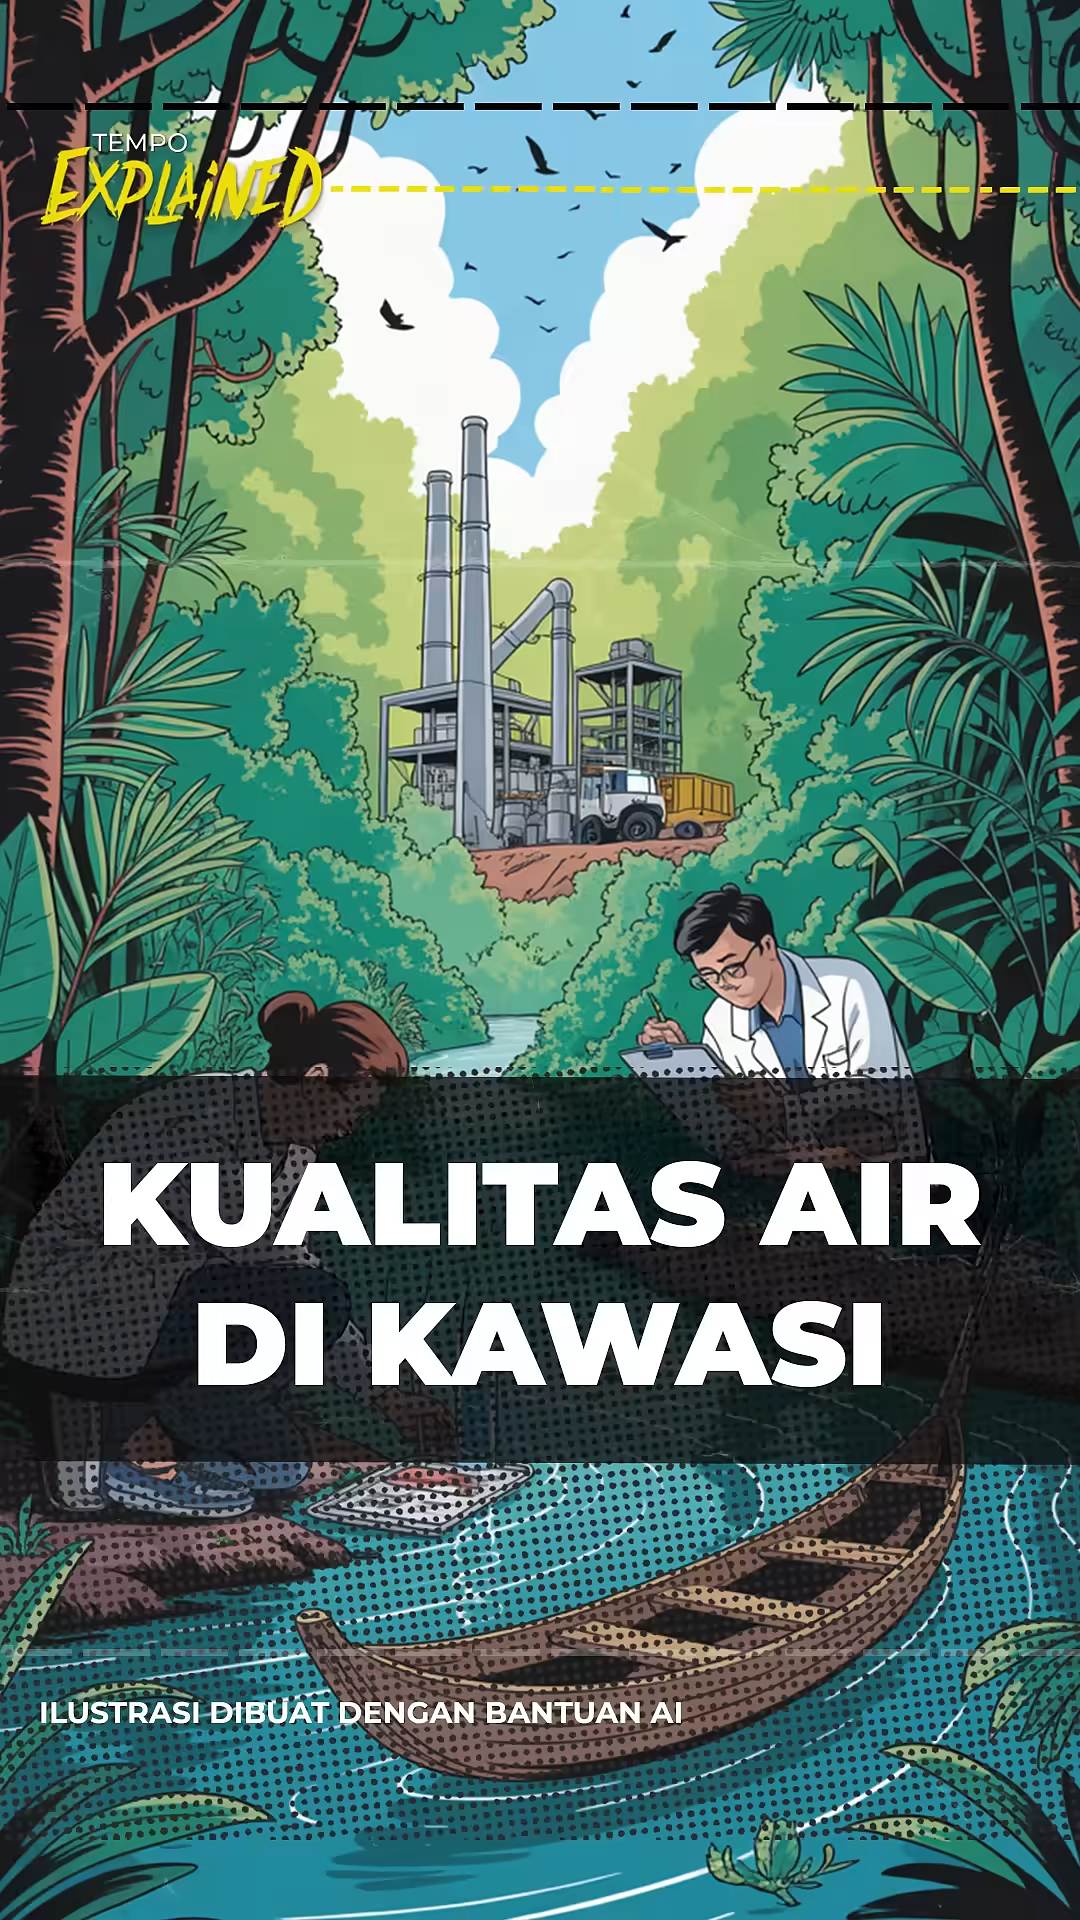 TEMPO
EXPLAINED
KUALITAS AIR
DI KAWASI
ILUSTRASI DIBUAT DENGAN BANTUAN AI